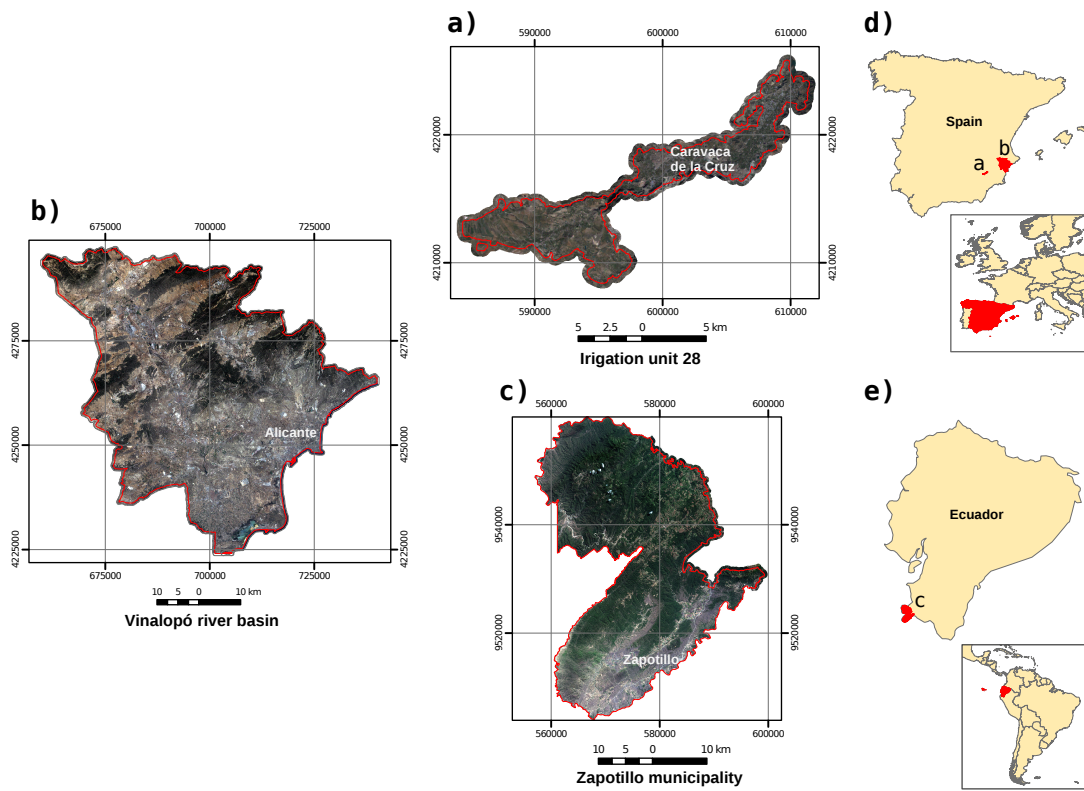 a)
590000 600000 610000
4220000 4220000
Caravaca
de la Cruz
4210000 4210000
590000 600000 610000
5 2.5 0 5 km
Irrigation unit 28
b)
675000 700000 725000
4275000 4275000
Alicante
4250000 4250000
4225000 4225000
675000 700000 725000
10 5 0 10 km
Vinalopó river basin
c)
560000 580000 600000
9540000 9540000
9520000 9520000
Zapotillo
560000 580000 600000
10 5 0 10 km
Zapotillo municipality
d)
Spain
b
a
e)
Ecuador
c